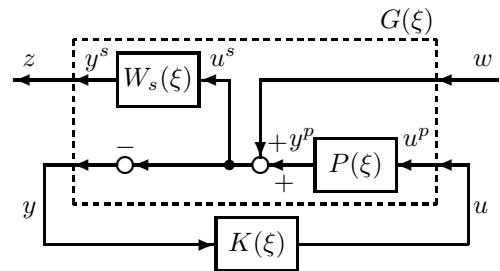 G(ξ)
z
y^s
W_s(ξ)
u^s
w
−
+
y^p
+
P(ξ)
u^p
y
K(ξ)
u